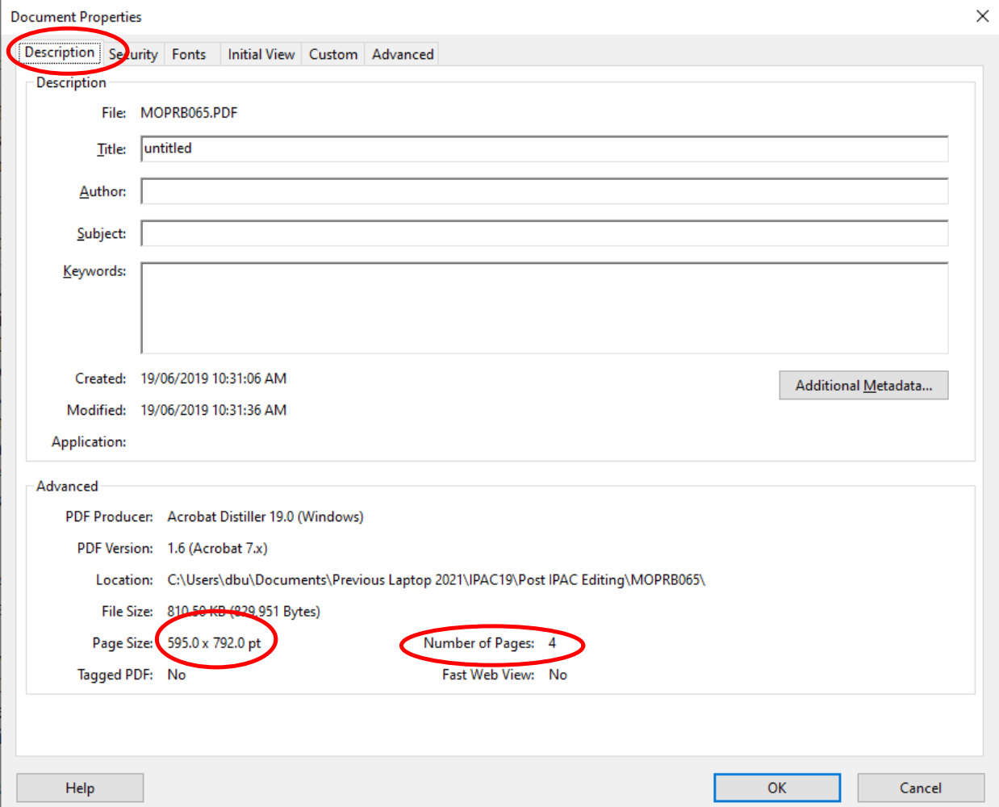 Document Properties
Description Security Fonts Initial View Custom Advanced
Description
File: MOPRB065.PDF
Title: untitled
Author:
Subject:
Keywords:
Created: 19/06/2019 10:31:06 AM
Additional Metadata...
Modified: 19/06/2019 10:31:36 AM
Application:
Advanced
PDF Producer: Acrobat Distiller 19.0 (Windows)
PDF Version: 1.6 (Acrobat 7.x)
Location: C:\Users\dbu\Documents\Previous Laptop 2021\IPAC19\Post IPAC Editing\MOPRB065\
File Size: 810.50 KB (829,951 Bytes)
Page Size: 595.0 x 792.0 pt Number of Pages: 4
Tagged PDF: No Fast Web View: No
Help OK Cancel